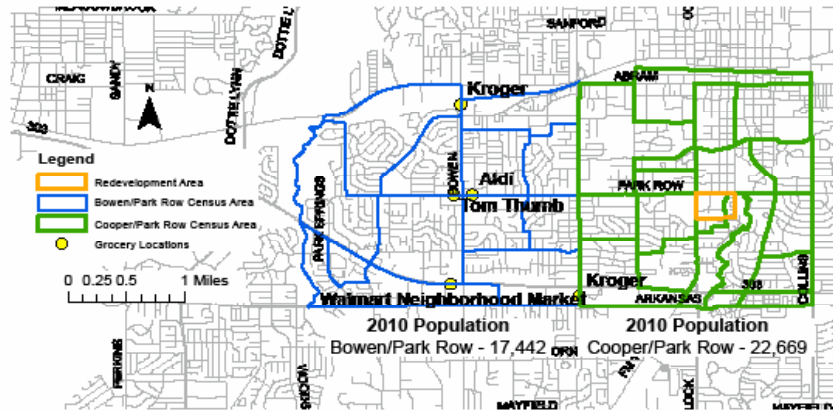 SANFORD
DOTTIE L
CRAIG
SANDY
DOTTIE LYNN
N
303
Kroger
ABRAM
Legend
Redevelopment Area
Bowen/Park Row Census Area
Cooper/Park Row Census Area
Grocery Locations
0 0.25 0.5 1 Miles
PARK SPRINGS
BOWEN
Aldi
Tom Thumb
PARK ROW
Kroger
Walmart Neighborhood Market
ARKANSAS
303
COLLINS
2010 Population
Bowen/Park Row - 17,442
ORN
2010 Population
Cooper/Park Row - 22,669
PERKINS
WOODS
MAYFIELD
LOCK
MAYFIELD